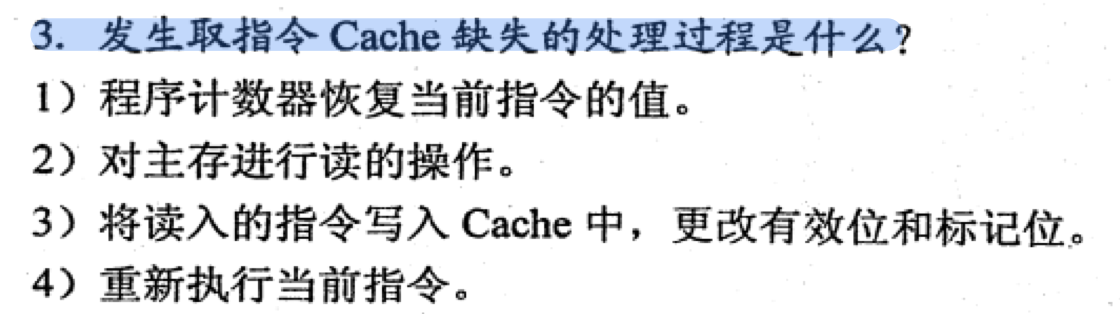 3. 发生取指令 Cache 缺失的处理过程是什么？
1）程序计数器恢复当前指令的值。
2）对主存进行读的操作。
3）将读入的指令写入 Cache 中，更改有效位和标记位。
4）重新执行当前指令。